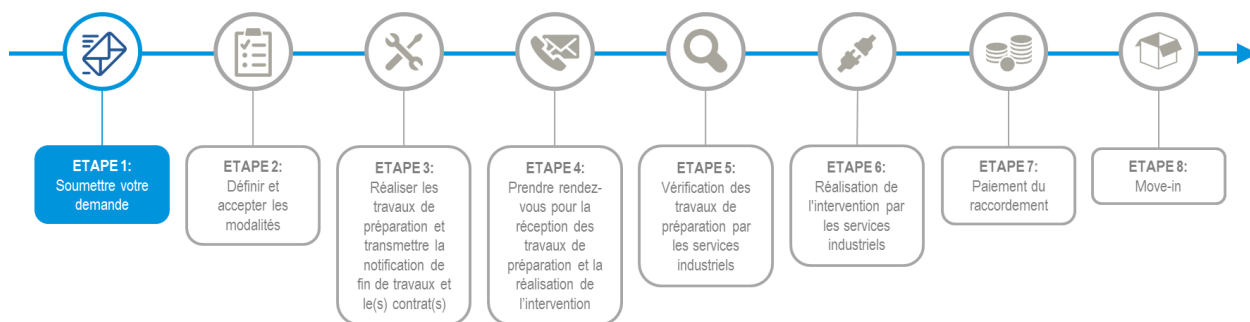 ETAPE 1:
Soumettre votre
demande
ETAPE 2:
Définir et
accepter les
modalités
ETAPE 3:
Réaliser les
travaux de
préparation et
transmettre la
notification de
fin de travaux et
le(s) contrat(s)
ETAPE 4:
Prendre rendez-
vous pour la
réception des
travaux de
préparation et la
réalisation de
l'intervention
ETAPE 5:
Vérification des
travaux de
préparation par
les services
industriels
ETAPE 6:
Réalisation de
l'intervention par
les services
industriels
ETAPE 7:
Paiement du
raccordement
ETAPE 8:
Move-in